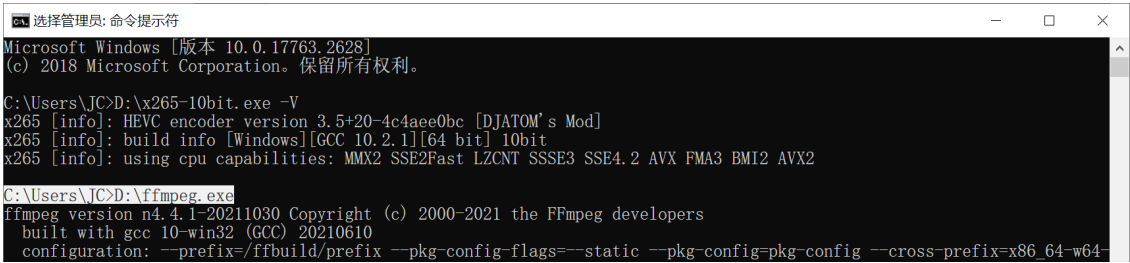 选择管理员: 命令提示符
Microsoft Windows [版本 10.0.17763.2628]
(c) 2018 Microsoft Corporation。保留所有权利。
C:\Users\JC>D:\x265-10bit.exe -V
x265 [info]: HEVC encoder version 3.5+20-4c4aee0bc [DJATOM's Mod]
x265 [info]: build info [Windows][GCC 10.2.1][64 bit] 10bit
x265 [info]: using cpu capabilities: MMX2 SSE2Fast LZCNT SSSE3 SSE4.2 AVX FMA3 BMI2 AVX2
C:\Users\JC>D:\ffmpeg.exe
ffmpeg version n4.4.1-20211030 Copyright (c) 2000-2021 the FFmpeg developers
  built with gcc 10-win32 (GCC) 20210610
  configuration: --prefix=/ffbuild/prefix --pkg-config-flags=--static --pkg-config=pkg-config --cross-prefix=x86_64-w64-